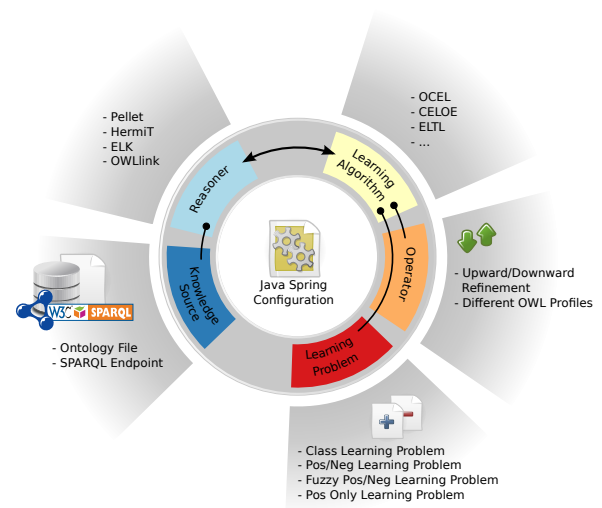 - Pellet
- HermiT
- ELK
- OWLlink
- OCEL
- CELOE
- ELTL
- ...
Reasoner
Learning
Algorithm
Knowledge
Source
Operator
Learning
Problem
Java Spring
Configuration
W3C SPARQL
- Ontology File
- SPARQL Endpoint
- Upward/Downward
Refinement
- Different OWL Profiles
- Class Learning Problem
- Pos/Neg Learning Problem
- Fuzzy Pos/Neg Learning Problem
- Pos Only Learning Problem